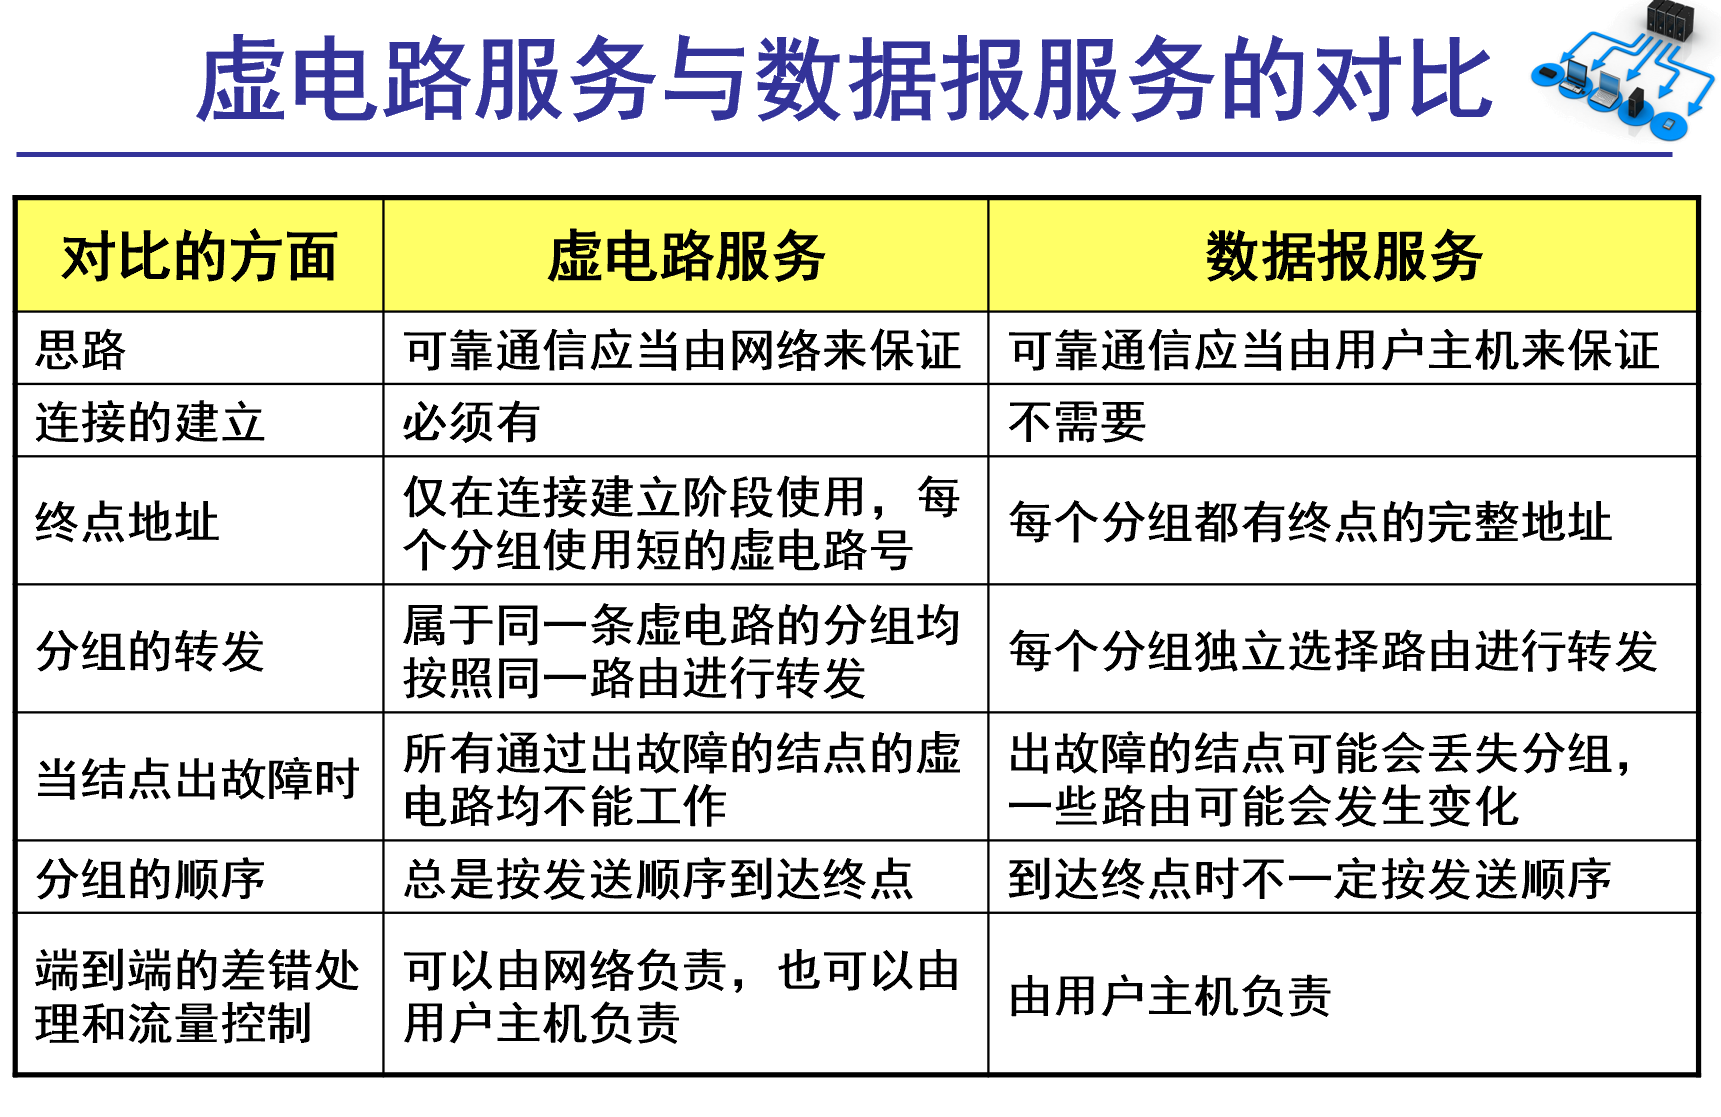 虚电路服务与数据报服务的对比
对比的方面
虚电路服务
数据报服务
思路
可靠通信应当由网络来保证
可靠通信应当由用户主机来保证
连接的建立
必须有
不需要
终点地址
仅在连接建立阶段使用，每
个分组使用短的虚电路号
每个分组都有终点的完整地址
分组的转发
属于同一条虚电路的分组均
按照同一路由进行转发
每个分组独立选择路由进行转发
当结点出故障时
所有通过出故障的结点的虚
电路均不能工作
出故障的结点可能会丢失分组，
一些路由可能会发生变化
分组的顺序
总是按发送顺序到达终点
到达终点时不一定按发送顺序
端到端的差错处
理和流量控制
可以由网络负责，也可以由
用户主机负责
由用户主机负责